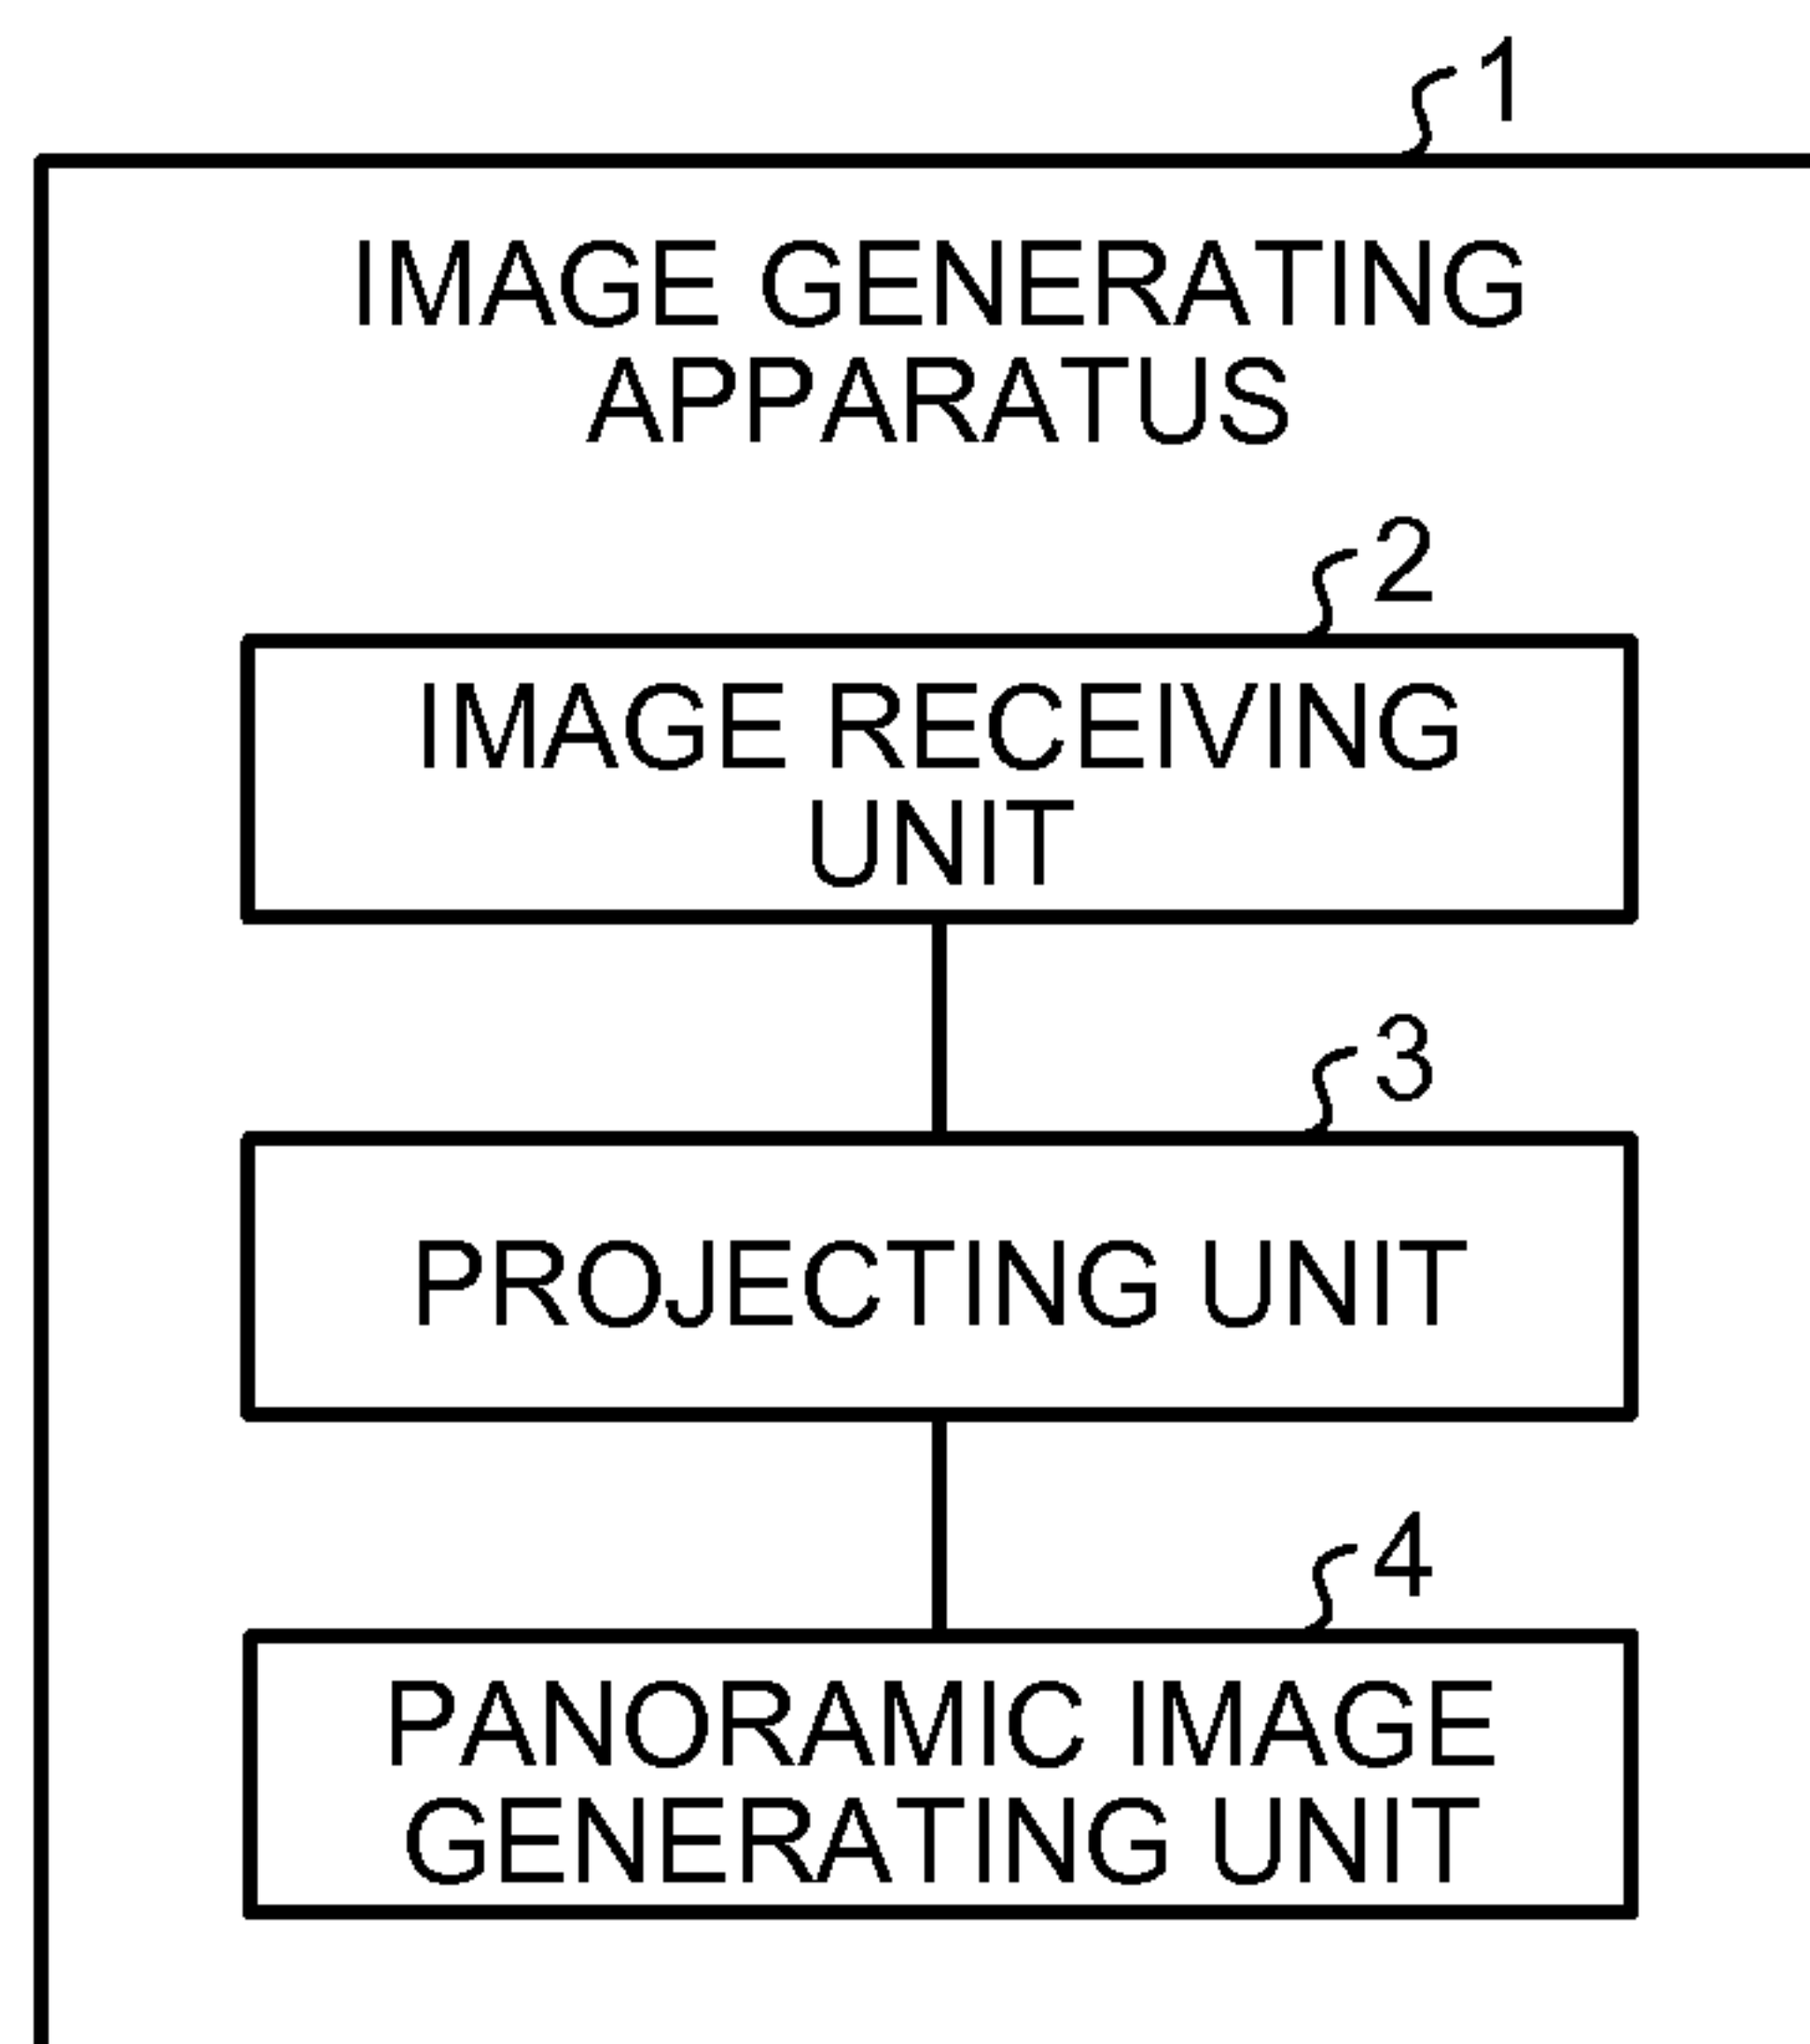 1
IMAGE GENERATING
APPARATUS
2
IMAGE RECEIVING
UNIT
3
PROJECTING UNIT
4
PANORAMIC IMAGE
GENERATING UNIT